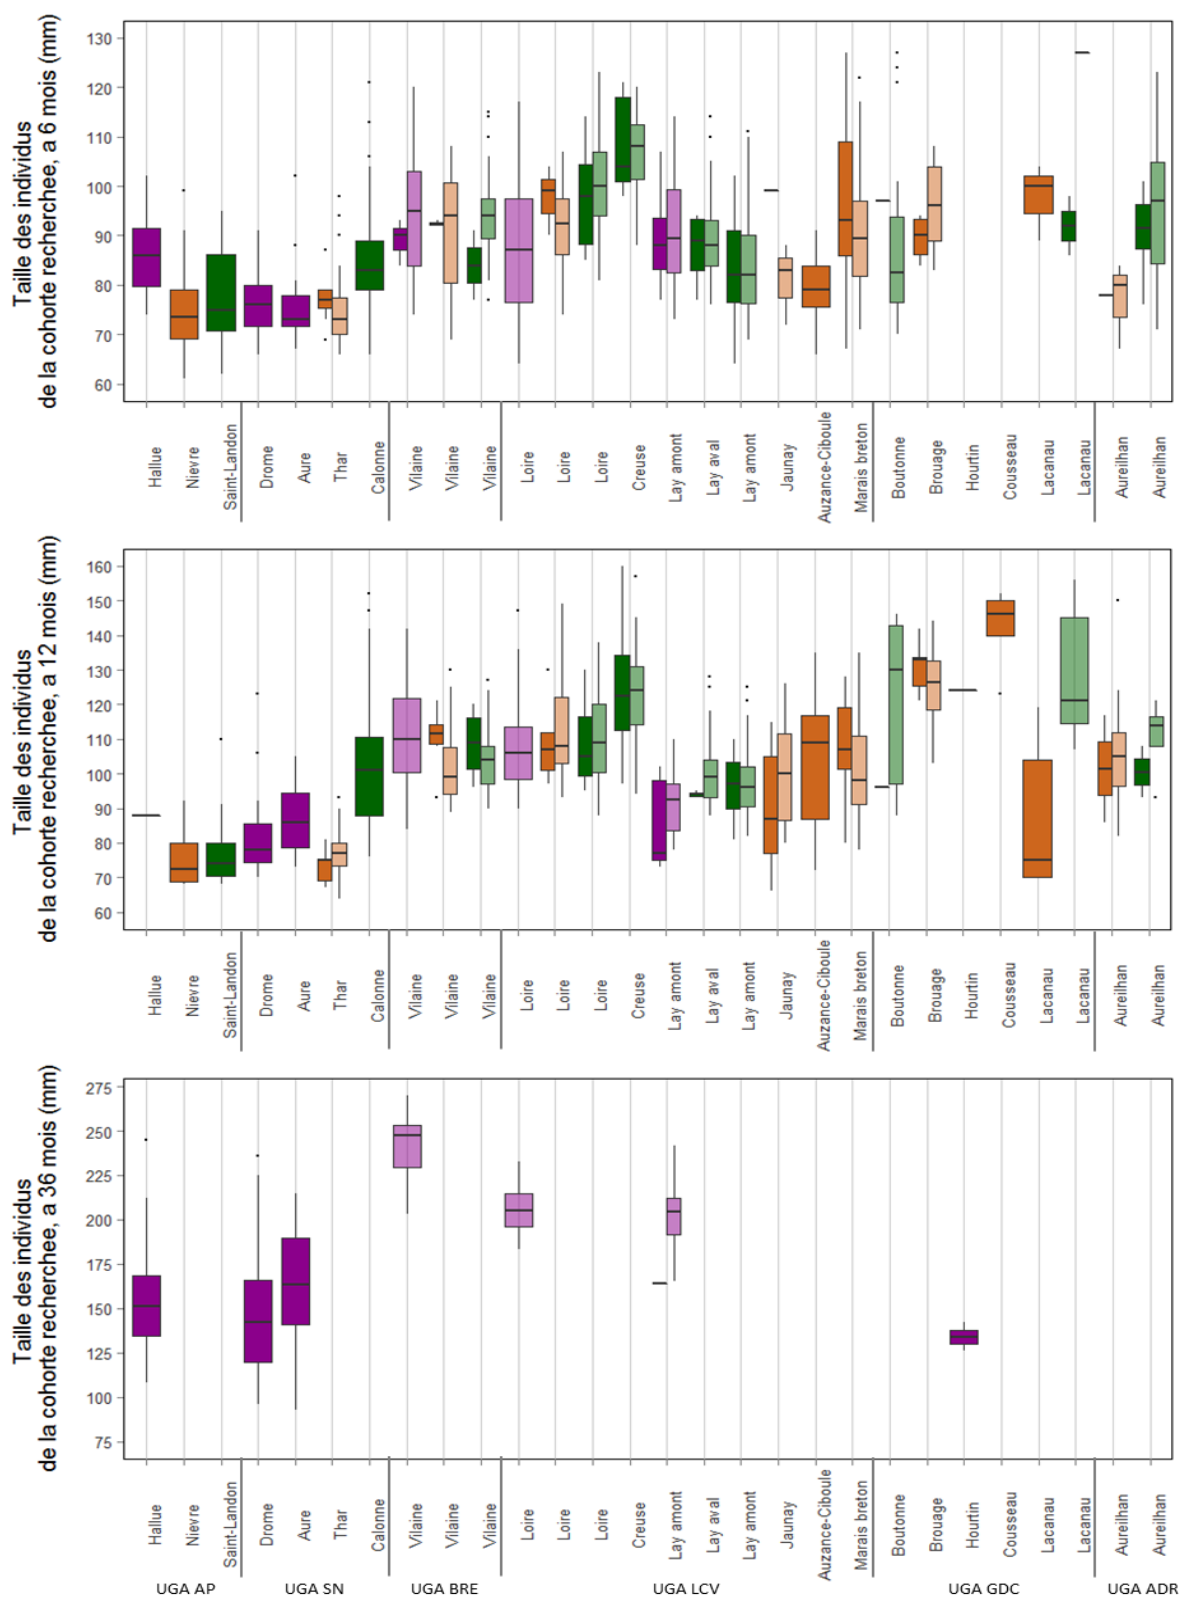 Taille des individus
de la cohorte recherchee, a 6 mois (mm)
130
120
110
100
90
80
70
60
Hallue
Nievre
Saint-Landon
Drome
Aure
Thar
Calonne
Vilaine
Vilaine
Vilaine
Loire
Loire
Loire
Creuse
Lay amont
Lay aval
Lay amont
Jaunay
Auzance-Ciboule
Marais breton
Boutonne
Brouage
Hourtin
Cousseau
Lacanau
Lacanau
Aureilhan
Aureilhan
Taille des individus
de la cohorte recherchee, a 12 mois (mm)
160
150
140
130
120
110
100
90
80
70
60
Hallue
Nievre
Saint-Landon
Drome
Aure
Thar
Calonne
Vilaine
Vilaine
Vilaine
Loire
Loire
Loire
Creuse
Lay amont
Lay aval
Lay amont
Jaunay
Auzance-Ciboule
Marais breton
Boutonne
Brouage
Hourtin
Cousseau
Lacanau
Lacanau
Aureilhan
Aureilhan
Taille des individus
de la cohorte recherchee, a 36 mois (mm)
275
250
225
200
175
150
125
100
75
Hallue
Nievre
Saint-Landon
Drome
Aure
Thar
Calonne
Vilaine
Vilaine
Vilaine
Loire
Loire
Loire
Creuse
Lay amont
Lay aval
Lay amont
Jaunay
Auzance-Ciboule
Marais breton
Boutonne
Brouage
Hourtin
Cousseau
Lacanau
Lacanau
Aureilhan
Aureilhan
UGA AP
UGA SN
UGA BRE
UGA LCV
UGA GDC
UGA ADR